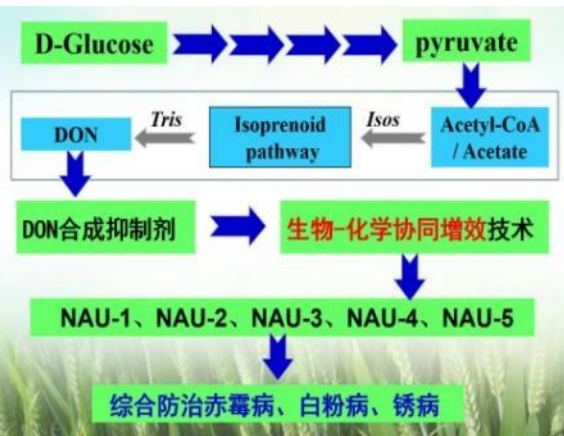 D-Glucose
pyruvate
DON
Tris
Isoprenoid
pathway
Isos
Acetyl-CoA
/ Acetate
DON合成抑制剂
生物-化学协同增效技术
NAU-1、NAU-2、NAU-3、NAU-4、NAU-5
综合防治赤霉病、白粉病、锈病